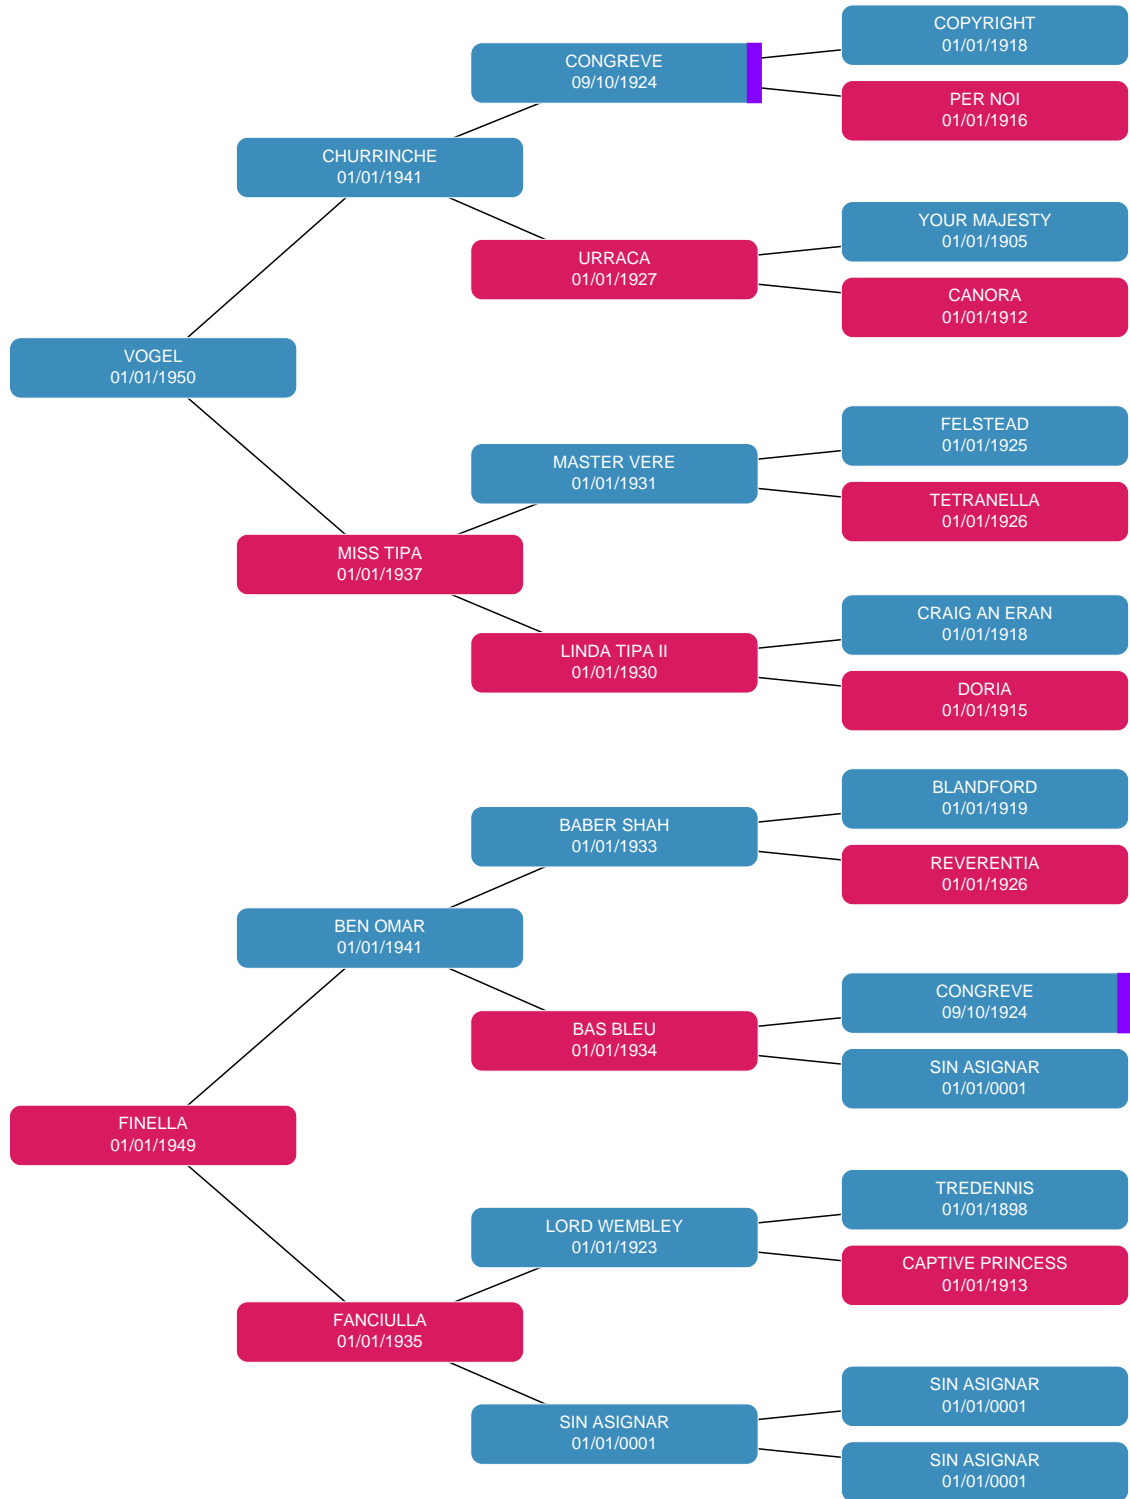 COPYRIGHT
01/01/1918
CONGREVE
09/10/1924
PER NOI
01/01/1916
CHURRINCHE
01/01/1941
YOUR MAJESTY
01/01/1905
URRACA
01/01/1927
CANORA
01/01/1912
VOGEL
01/01/1950
FELSTEAD
01/01/1925
MASTER VERE
01/01/1931
TETRANELLA
01/01/1926
MISS TIPA
01/01/1937
CRAIG AN ERAN
01/01/1918
LINDA TIPA II
01/01/1930
DORIA
01/01/1915
BLANDFORD
01/01/1919
BABER SHAH
01/01/1933
REVERENTIA
01/01/1926
BEN OMAR
01/01/1941
CONGREVE
09/10/1924
BAS BLEU
01/01/1934
SIN ASIGNAR
01/01/0001
FINELLA
01/01/1949
TREDENNIS
01/01/1898
LORD WEMBLEY
01/01/1923
CAPTIVE PRINCESS
01/01/1913
FANCIULLA
01/01/1935
SIN ASIGNAR
01/01/0001
SIN ASIGNAR
01/01/0001
SIN ASIGNAR
01/01/0001